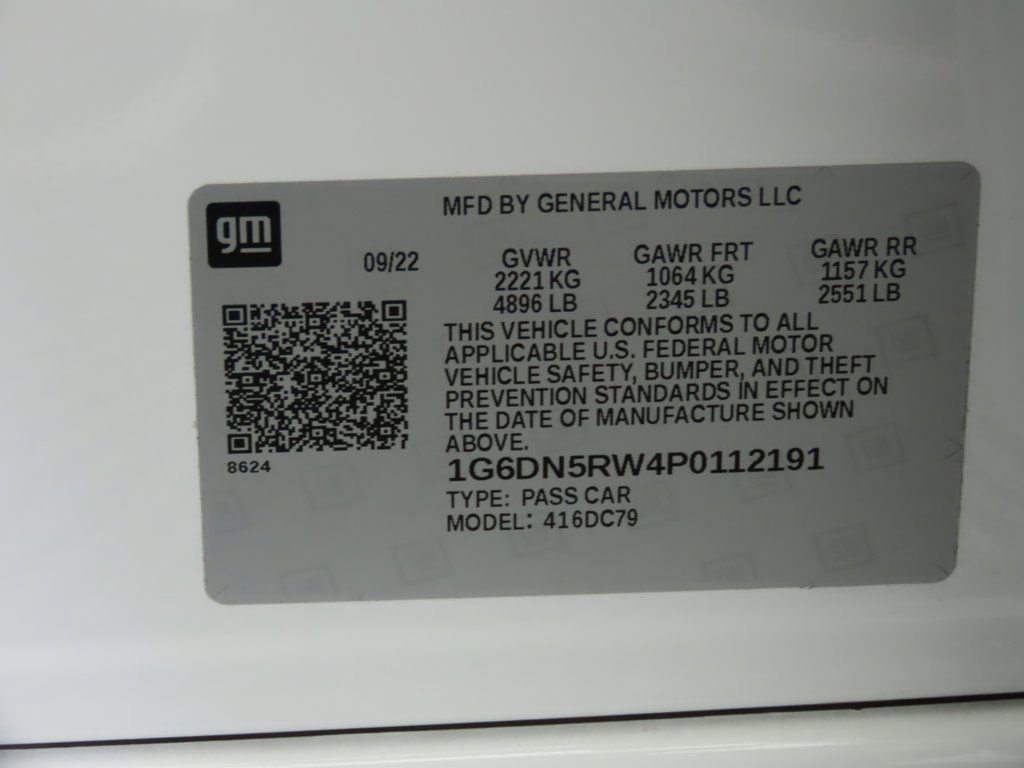 gm
MFD BY GENERAL MOTORS LLC
09/22 GVWR GAWR FRT GAWR RR
2221 KG 1064 KG 1157 KG
4896 LB 2345 LB 2551 LB
THIS VEHICLE CONFORMS TO ALL
APPLICABLE U.S. FEDERAL MOTOR
VEHICLE SAFETY, BUMPER, AND THEFT
PREVENTION STANDARDS IN EFFECT ON
THE DATE OF MANUFACTURE SHOWN
ABOVE.
8624
1G6DN5RW4P0112191
TYPE: PASS CAR
MODEL: 416DC79